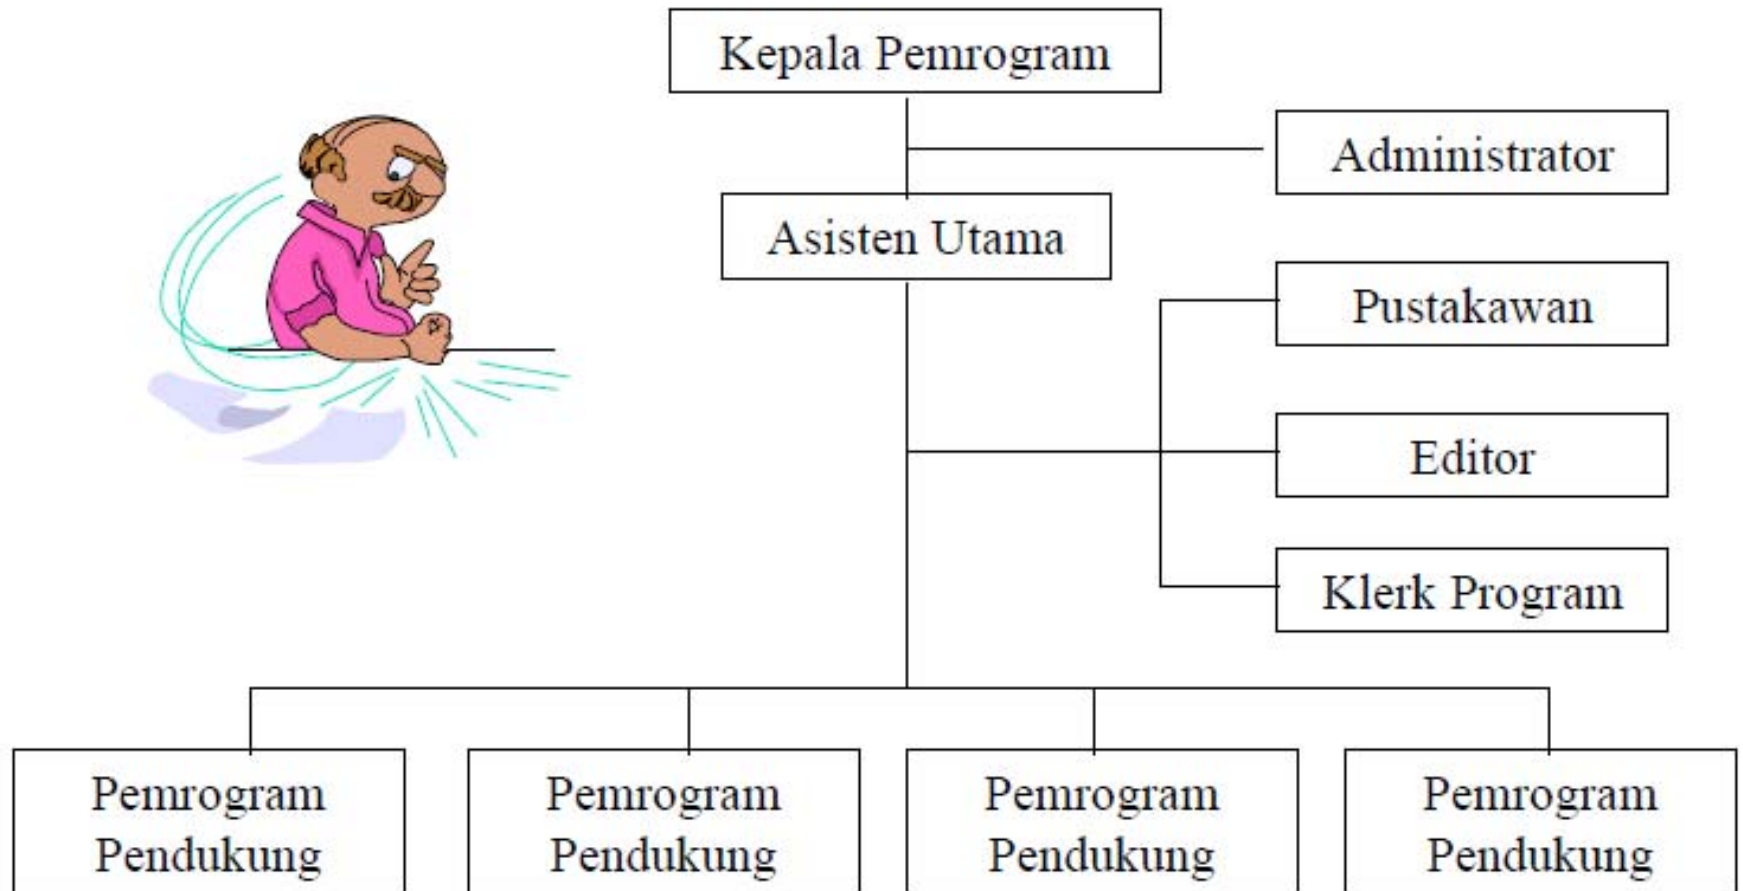 Kepala Pemrogram
Administrator
Asisten Utama
Pustakawan
Editor
Klerk Program
Pemrogram
Pendukung
Pemrogram
Pendukung
Pemrogram
Pendukung
Pemrogram
Pendukung